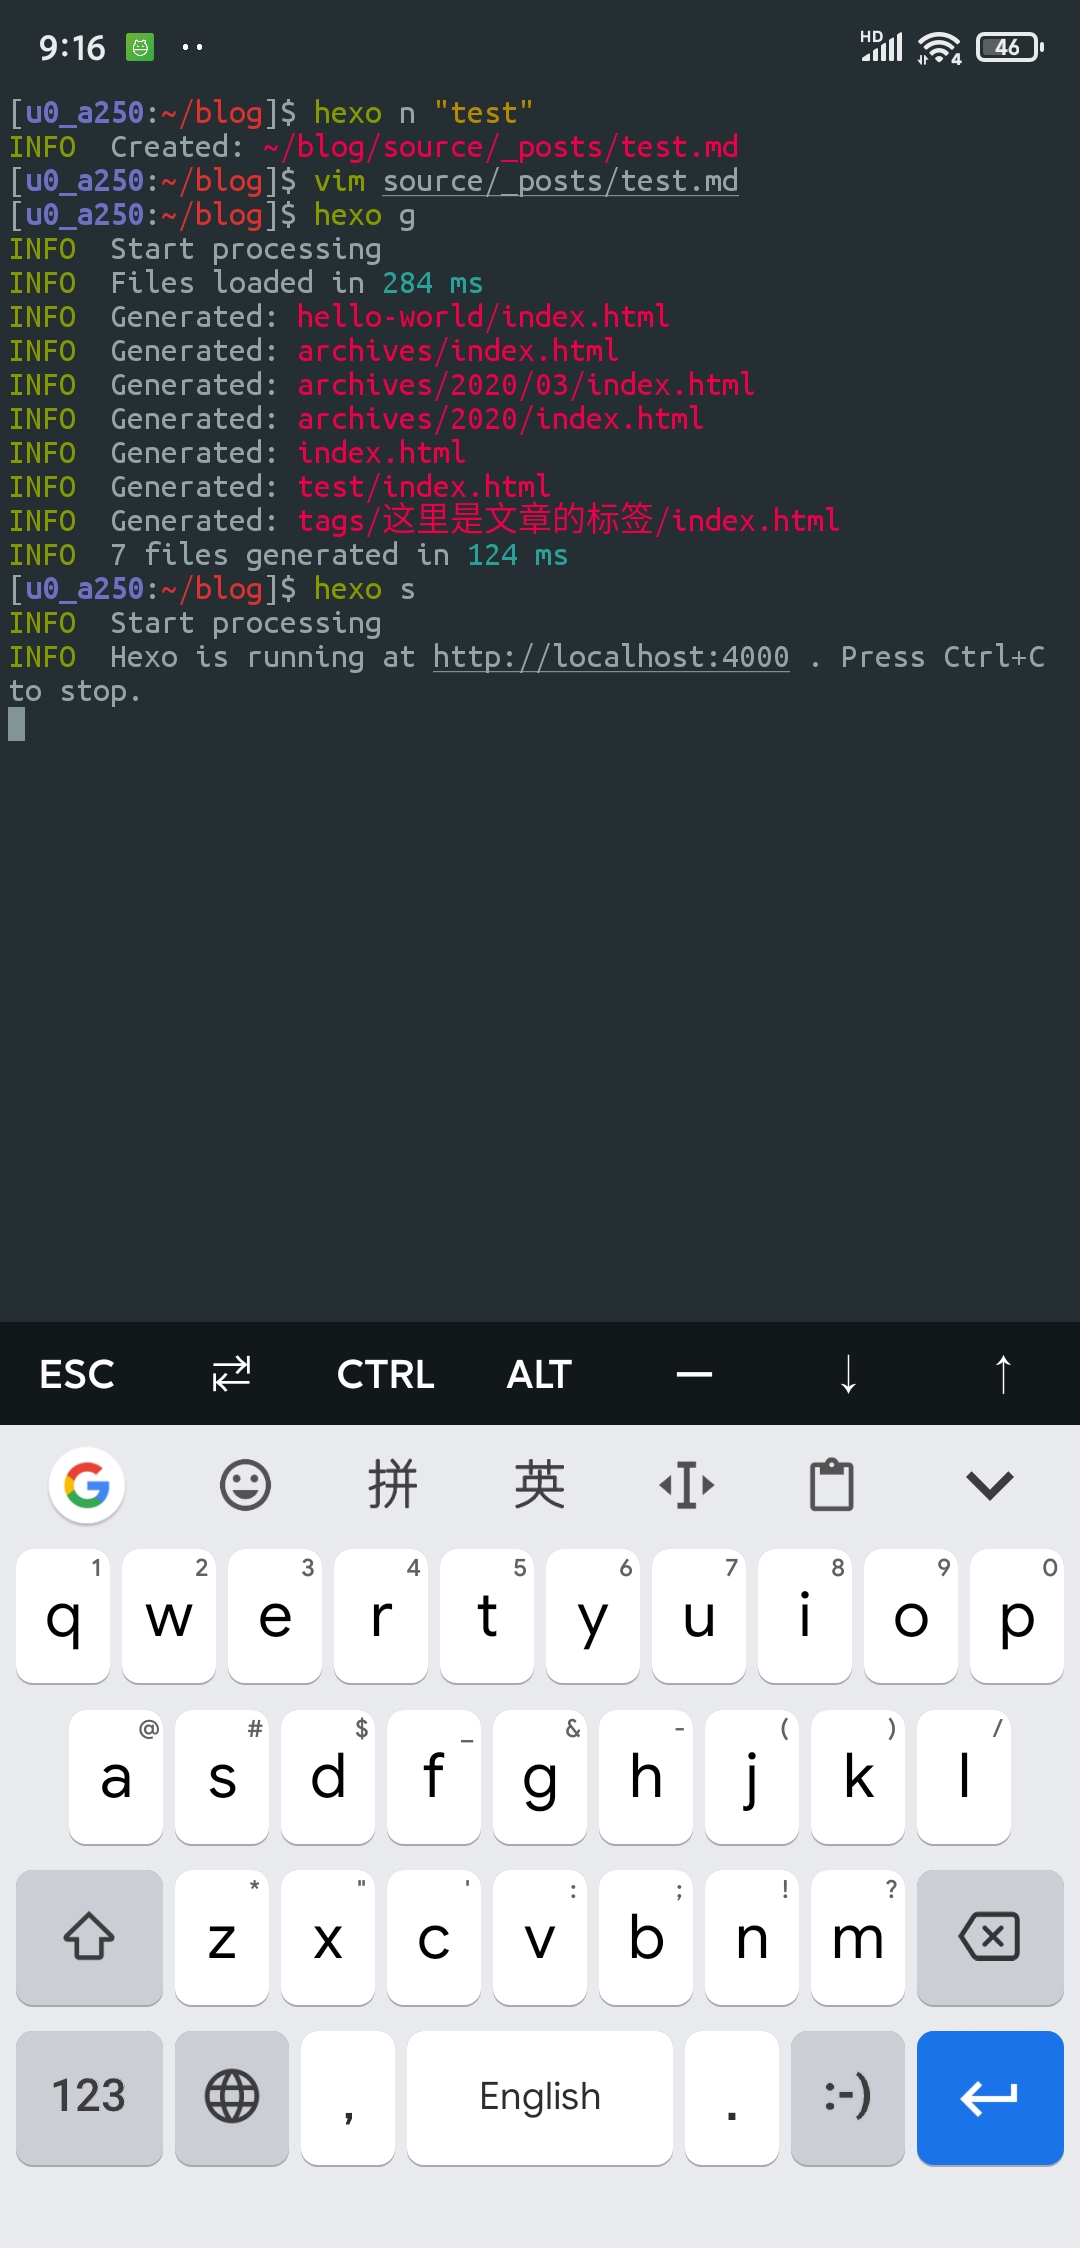 9:16 HD 4 46
[u0_a250:~/blog]$ hexo n "test"
INFO  Created: ~/blog/source/_posts/test.md
[u0_a250:~/blog]$ vim source/_posts/test.md
[u0_a250:~/blog]$ hexo g
INFO  Start processing
INFO  Files loaded in 284 ms
INFO  Generated: hello-world/index.html
INFO  Generated: archives/index.html
INFO  Generated: archives/2020/03/index.html
INFO  Generated: archives/2020/index.html
INFO  Generated: index.html
INFO  Generated: test/index.html
INFO  Generated: tags/这里是文章的标签/index.html
INFO  7 files generated in 124 ms
[u0_a250:~/blog]$ hexo s
INFO  Start processing
INFO  Hexo is running at http://localhost:4000 . Press Ctrl+C
to stop.
ESC CTRL ALT — ↓ ↑
G 拼 英
1 2 3 4 5 6 7 8 9 0
q w e r t y u i o p
@ # $ _ & - ( ) /
a s d f g h j k l
* " ' : ; ! ?
z x c v b n m
123 , English . :-)